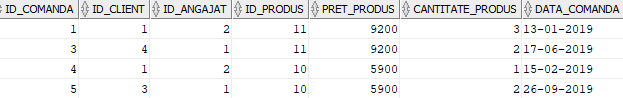 ID_COMANDA ID_CLIENT ID_ANGAJAT ID_PRODUS PRET_PRODUS CANTITATE_PRODUS DATA_COMANDA
1 1 2 11 9200 3 13-01-2019
3 4 1 11 9200 2 17-06-2019
4 1 2 10 5900 1 15-02-2019
5 3 1 10 5900 2 26-09-2019